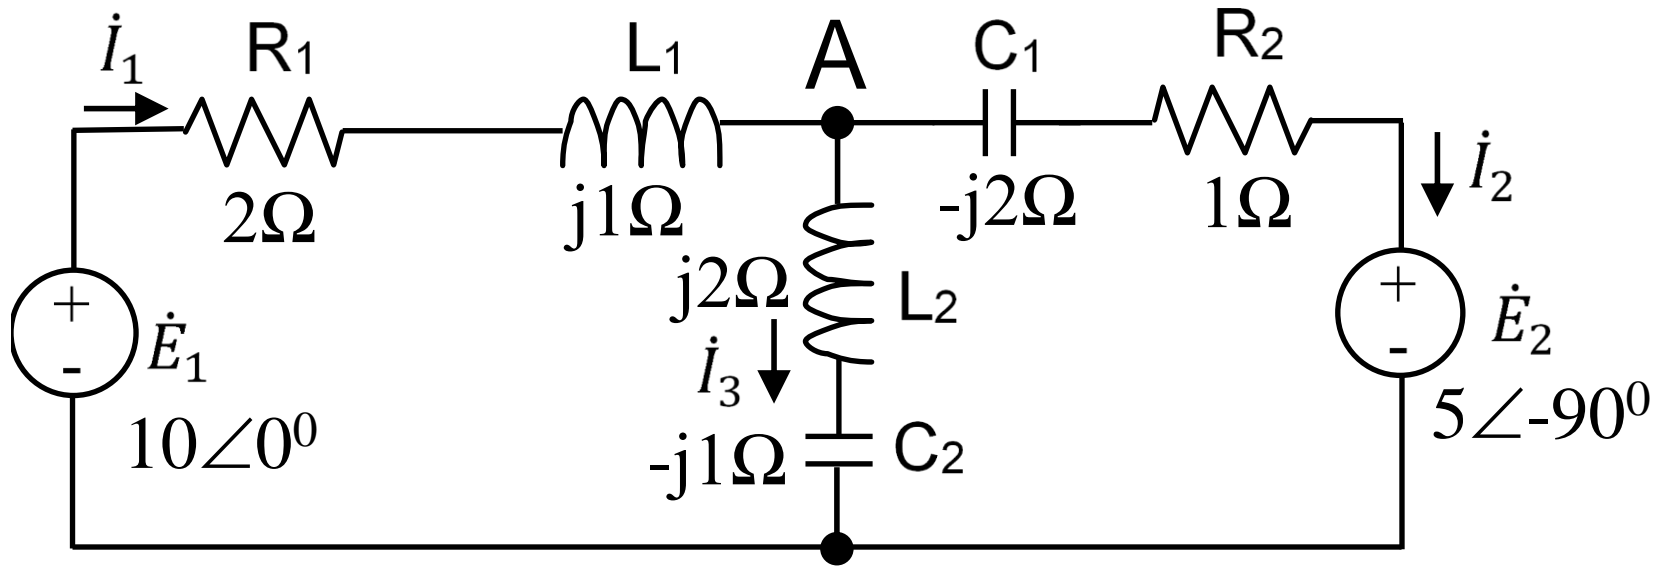 İ₁
R₁
L₁
A
C₁
R₂
2Ω
j1Ω
-j2Ω
1Ω
İ₂
j2Ω
L₂
İ₃
+
-
Ė₁
10∠0⁰
+
-
Ė₂
5∠-90⁰
-j1Ω
C₂